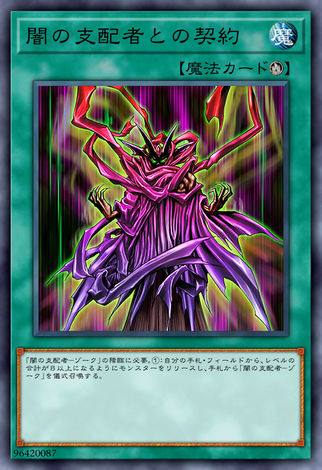 闇の支配者との契約
魔
【魔法カード】
「闇の支配者－ゾーク」の降臨に必要。①：自分の手札・フィールドから、レベルの
合計が８以上になるようにモンスターをリリースし、手札から「闇の支配者－ゾ
ーク」を儀式召喚する。
96420087